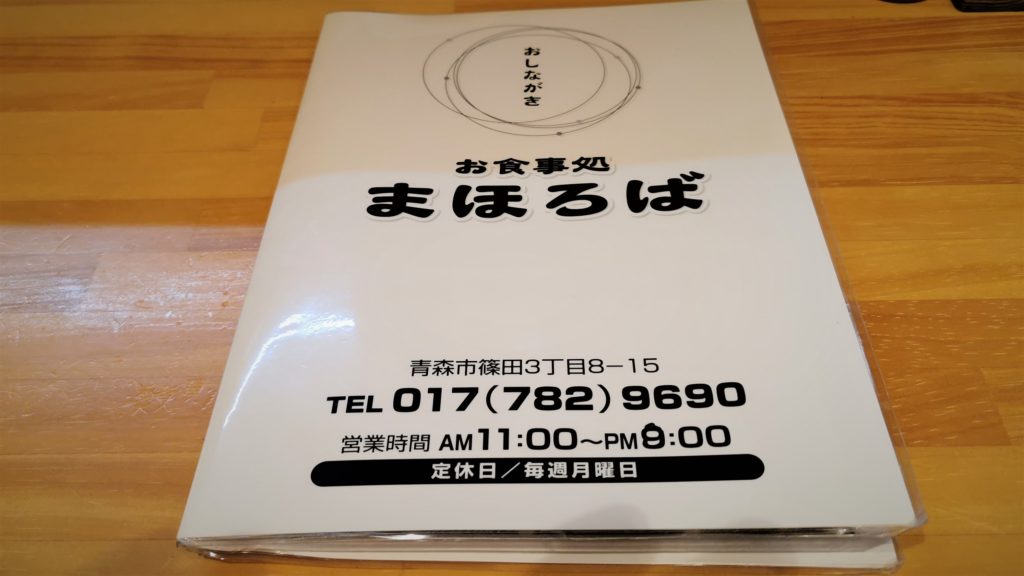 おしながき
お食事処
まほろば
青森市篠田3丁目8－15
TEL 017(782)9690
営業時間 AM11:00～PM :00
定休日／毎週月曜日